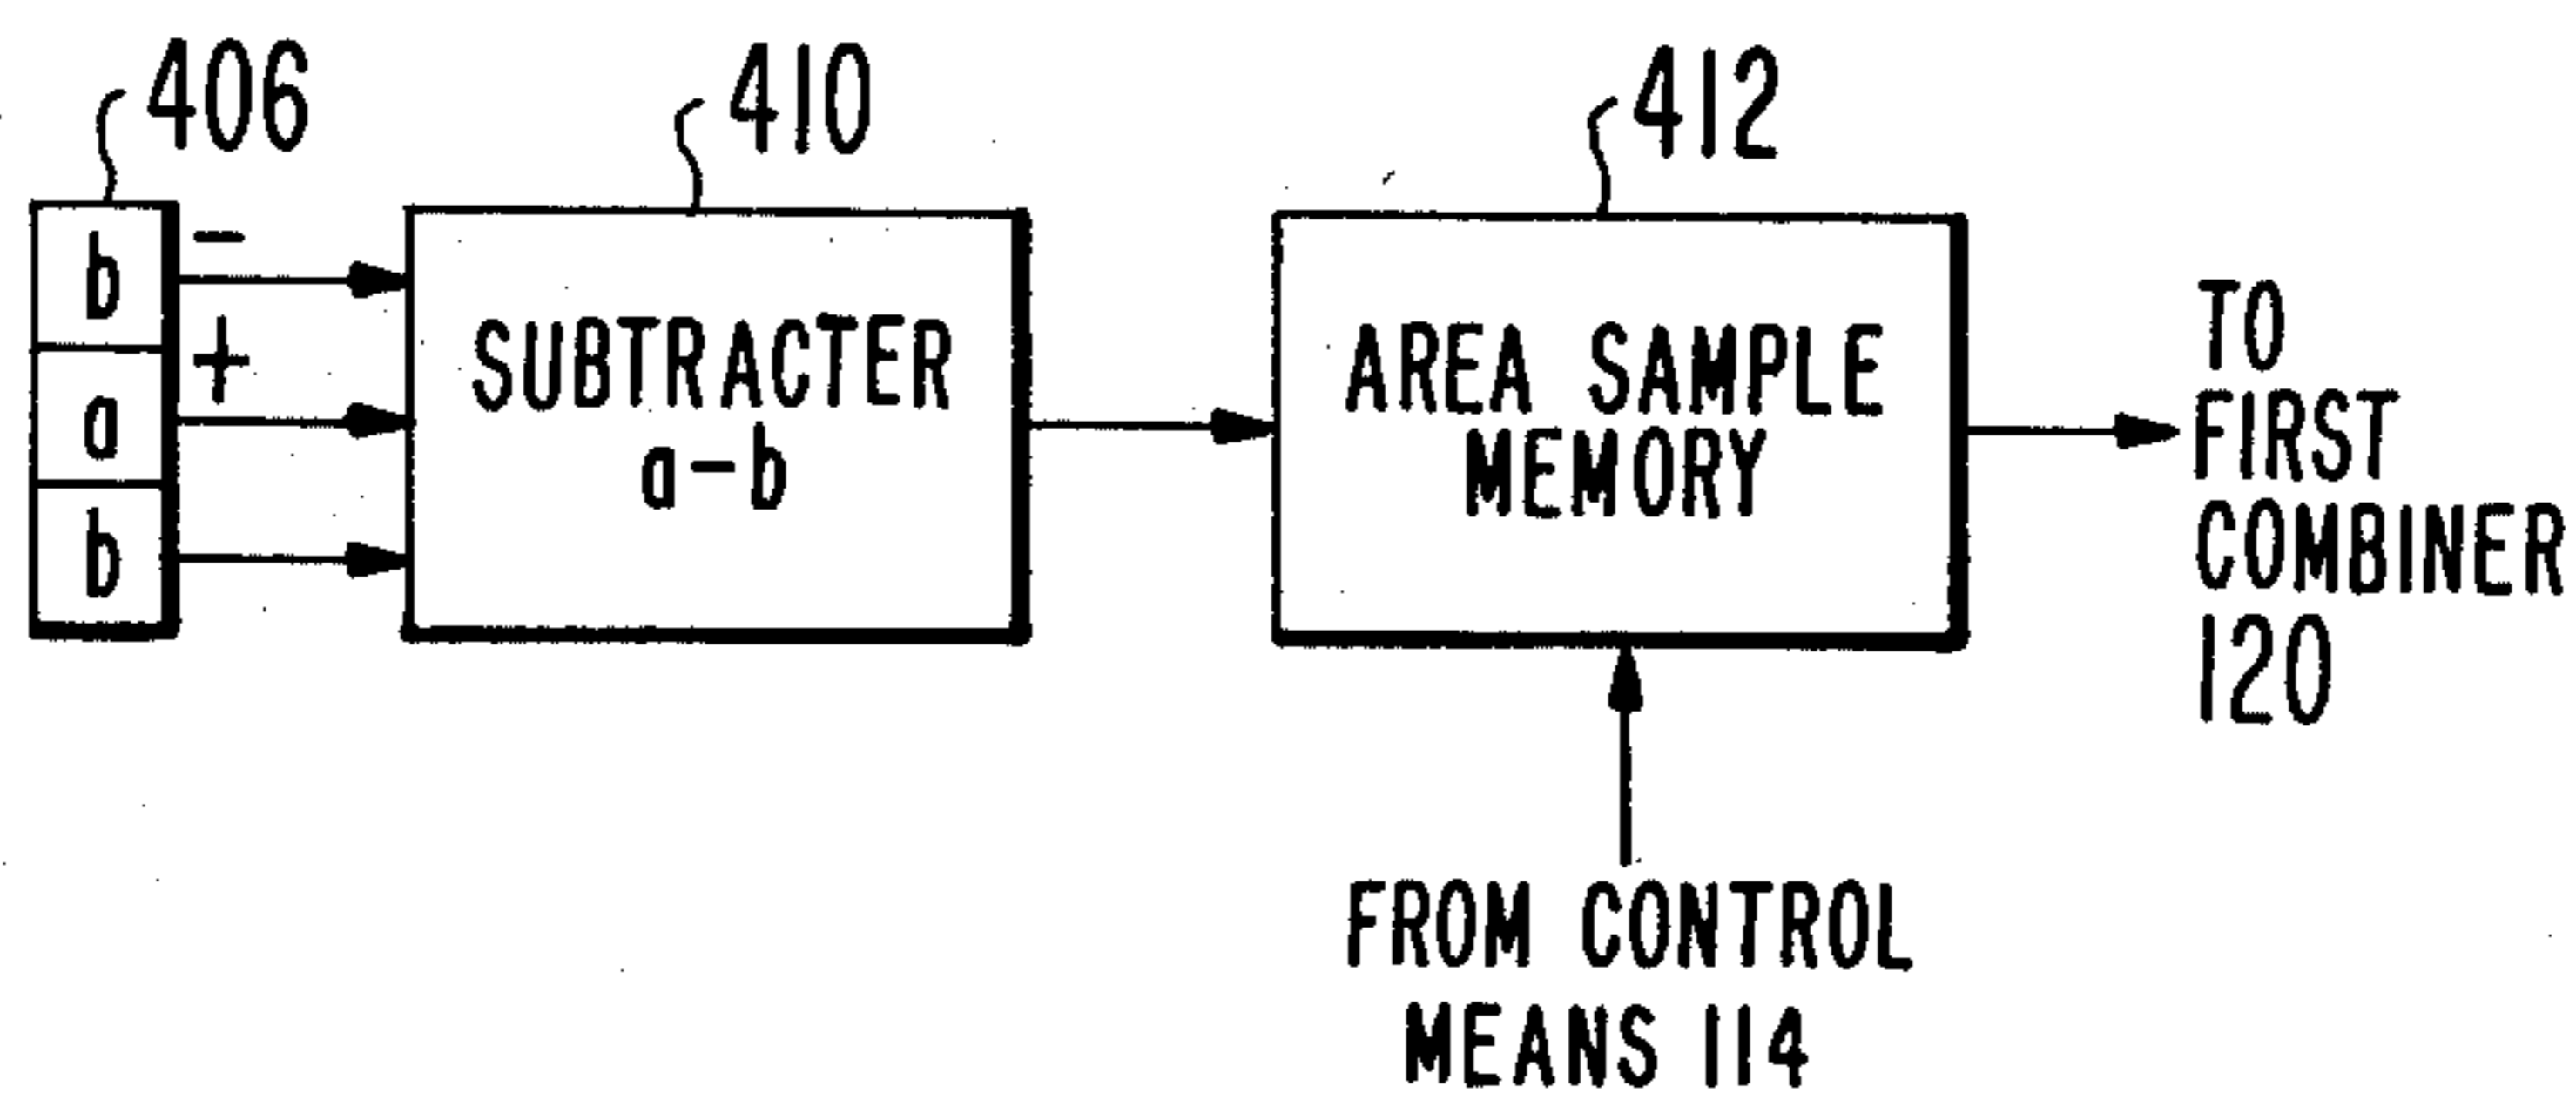 406
410
412
b
-
a
+
b
SUBTRACTER
a-b
AREA SAMPLE
MEMORY
TO
FIRST
COMBINER
120
FROM CONTROL
MEANS 114